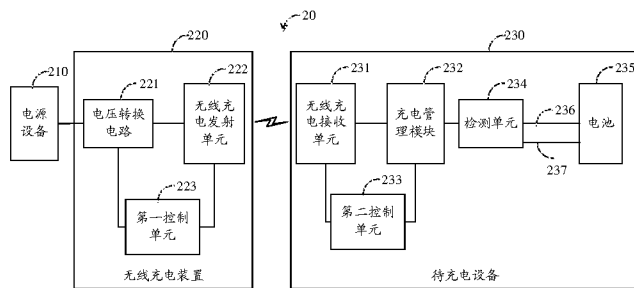 20
220
230
210
221
222
231
232
234
235
电源
设备
电压转换
电路
无线充
电发射
单元
无线充
电接收
单元
充电管
理模块
检测单元
236
电池
237
223
第一控制
单元
233
第二控制
单元
无线充电装置
待充电设备